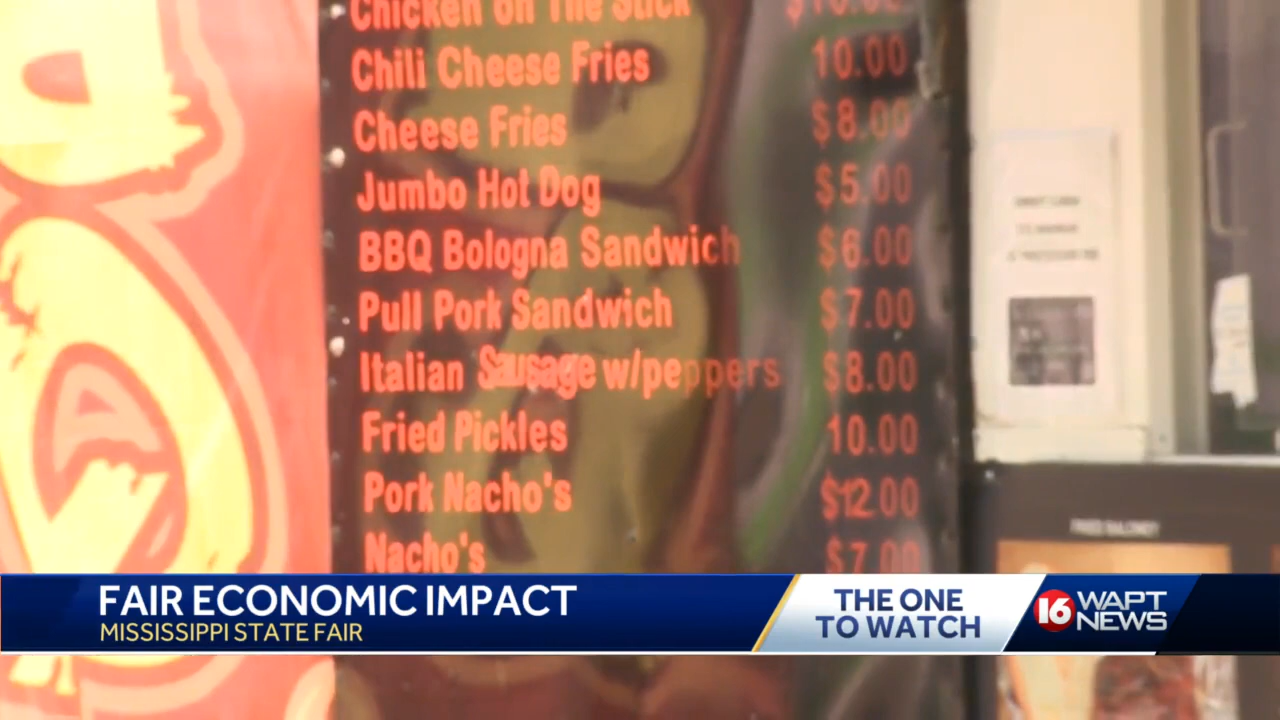 Chicken on The Stick
Chili Cheese Fries 10.00
Cheese Fries $8.00
Jumbo Hot Dog $5.00
BBQ Bologna Sandwich $6.00
Pull Pork Sandwich $7.00
Italian Sausage w/peppers $8.00
Fried Pickles 10.00
Pork Nacho's $12.00
Nacho's $7.00
FAIR ECONOMIC IMPACT
MISSISSIPPI STATE FAIR
THE ONE
TO WATCH
16 WAPT
NEWS